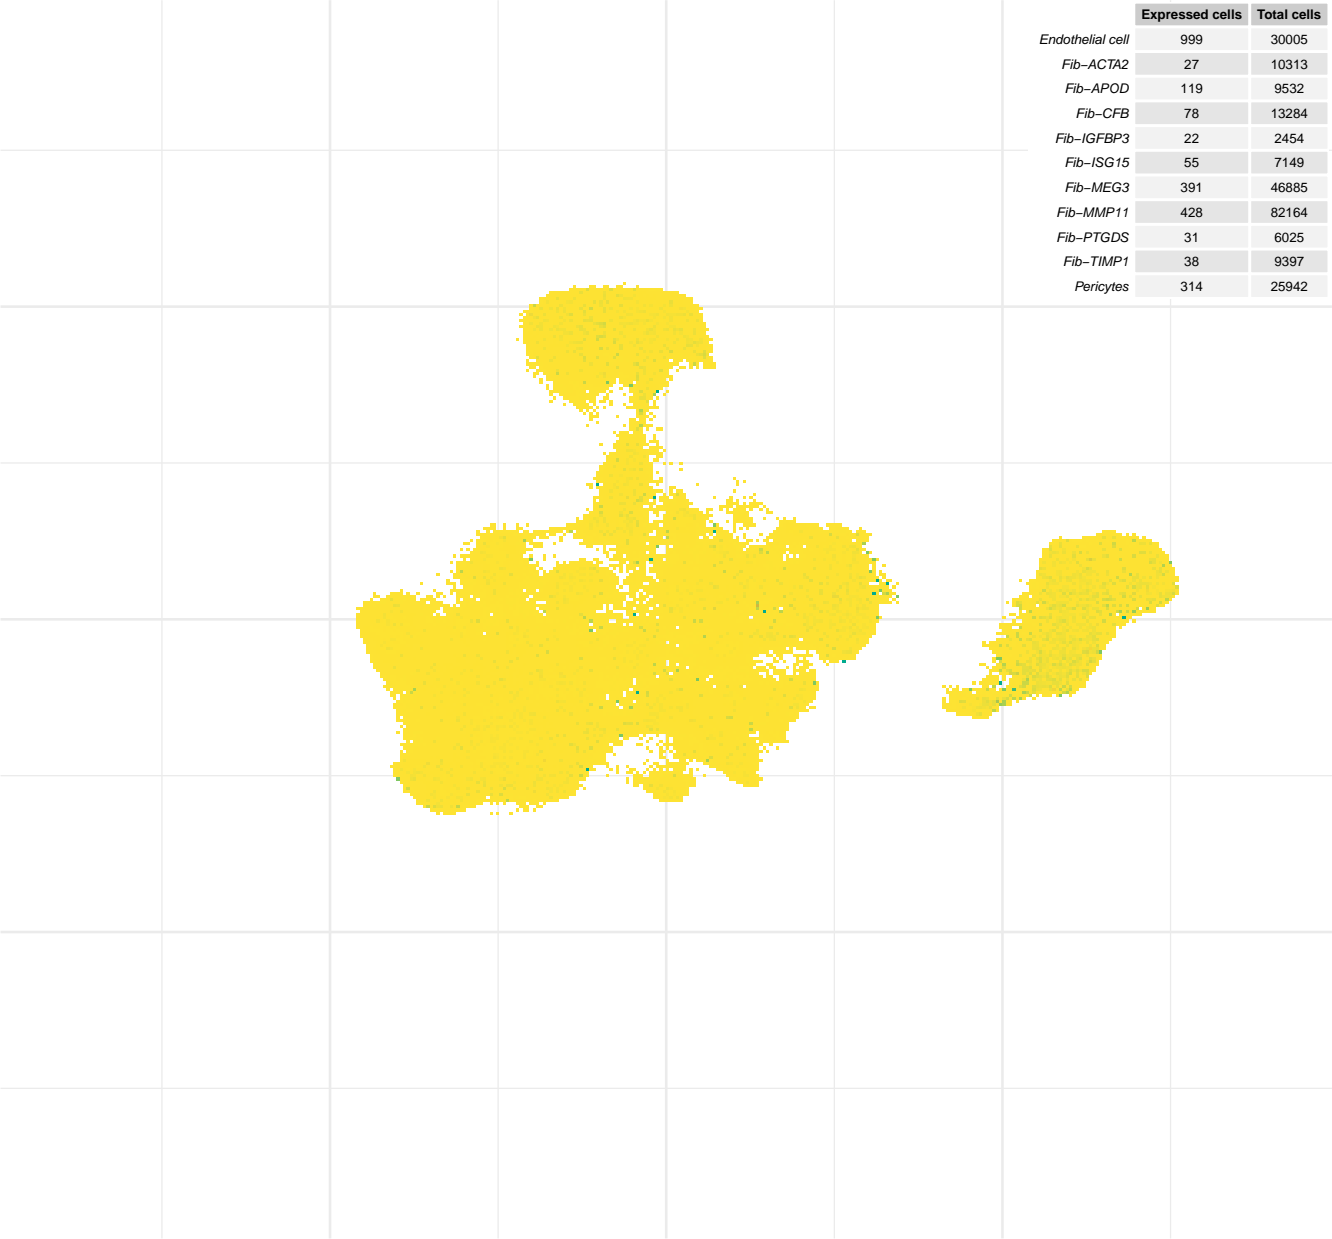 Expressed cells Total cells
Endothelial cell 999 30005
Fib−ACTA2 27 10313
Fib−APOD 119 9532
Fib−CFB 78 13284
Fib−IGFBP3 22 2454
Fib−ISG15 55 7149
Fib−MEG3 391 46885
Fib−MMP11 428 82164
Fib−PTGDS 31 6025
Fib−TIMP1 38 9397
Pericytes 314 25942